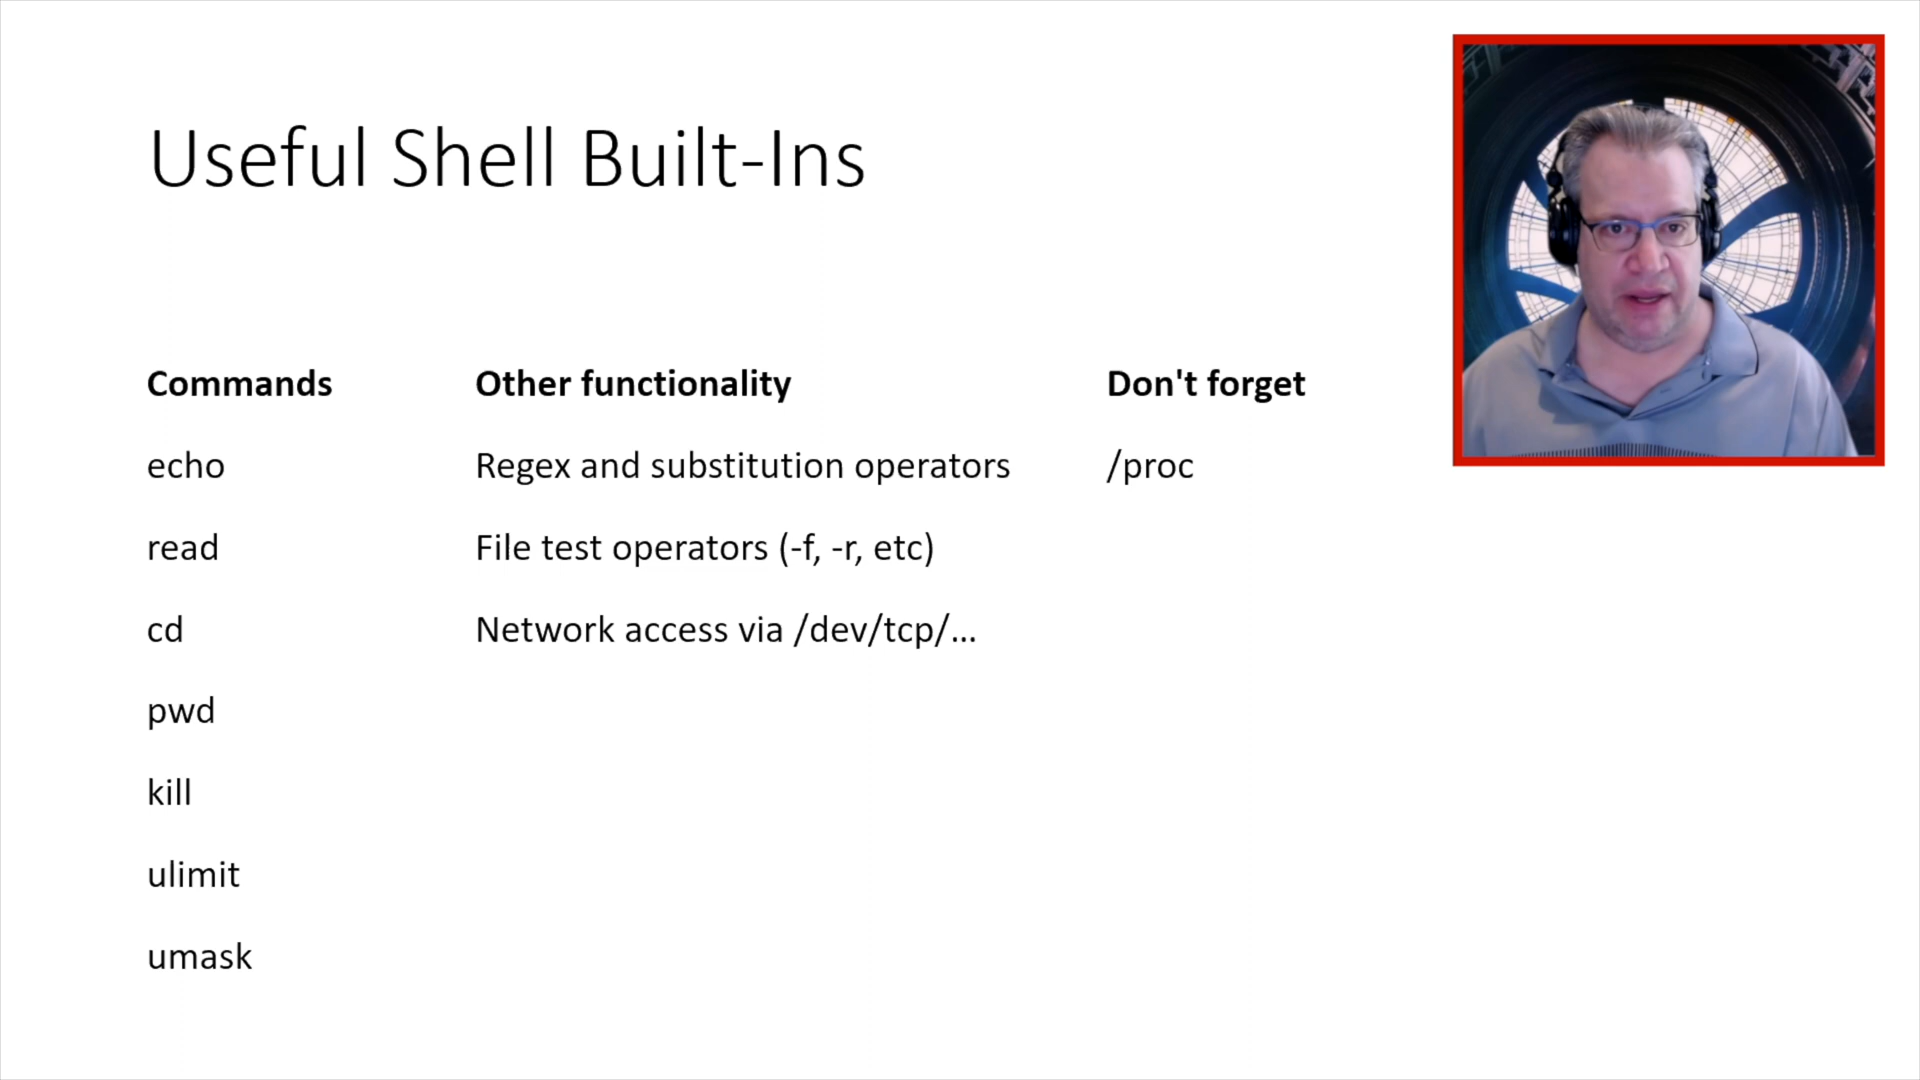 Useful Shell Built-Ins
Commands
echo
read
cd
pwd
kill
ulimit
umask
Other functionality
Regex and substitution operators
File test operators (-f, -r, etc)
Network access via /dev/tcp/...
Don't forget
/proc